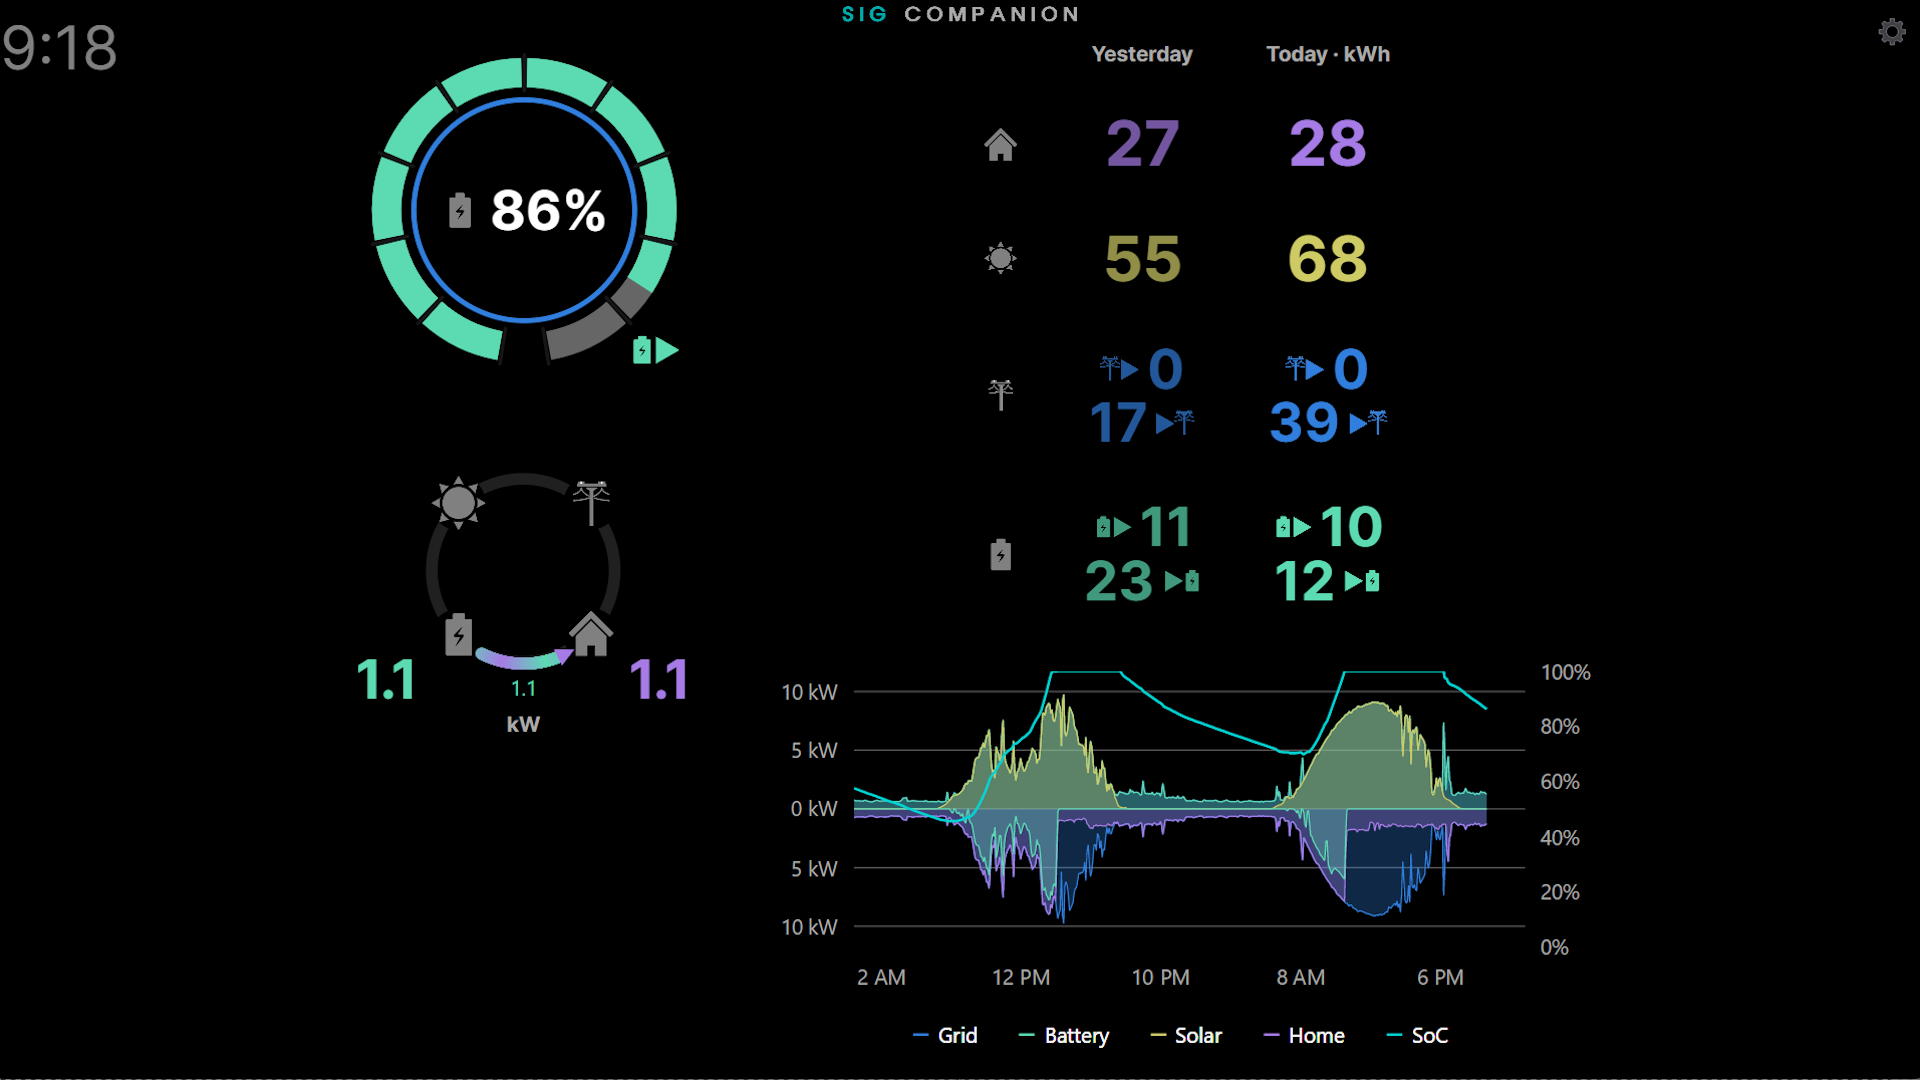 SIG COMPANION
9:18
Yesterday Today · kWh
86%
27 28
55 68
0 0
17 39
11 10
23 12
1.1 1.1 1.1
kW
10 kW
5 kW
0 kW
5 kW
10 kW
100%
80%
60%
40%
20%
0%
2 AM 12 PM 10 PM 8 AM 6 PM
Grid Battery Solar Home SoC